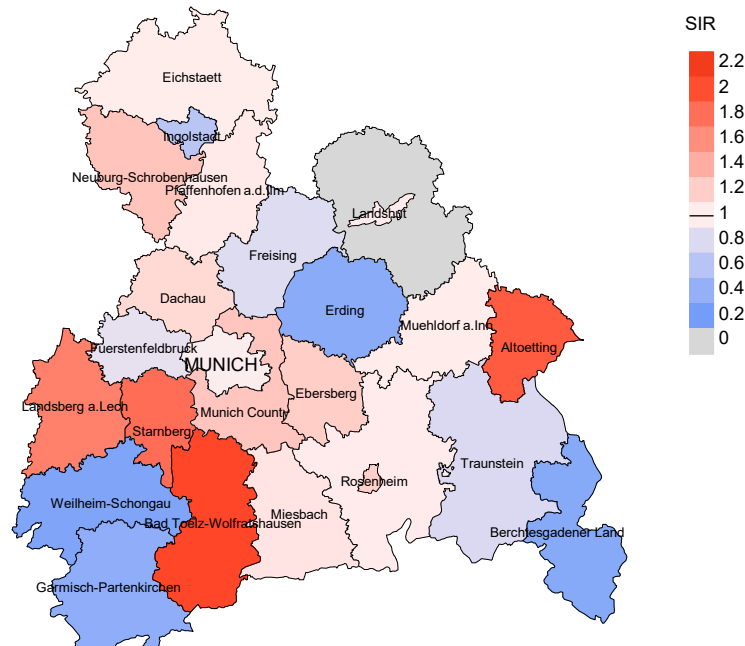 SIR
2.2
2
1.8
1.6
1.4
1.2
1
0.8
0.6
0.4
0.2
0
Eichstaett
Ingolstadt
Neuburg-Schrobenhausen
Pfaffenhofen a.d.Ilm
Landshut
Freising
Dachau
Erding
Muehldorf a.Inn
Altoetting
Fuerstenfeldbruck
MUNICH
Ebersberg
Landsberg a.Lech
Munich County
Starnberg
Traunstein
Rosenheim
Weilheim-Schongau
Miesbach
Bad Toelz-Wolfratshausen
Berchtesgadener Land
Garmisch-Partenkirchen